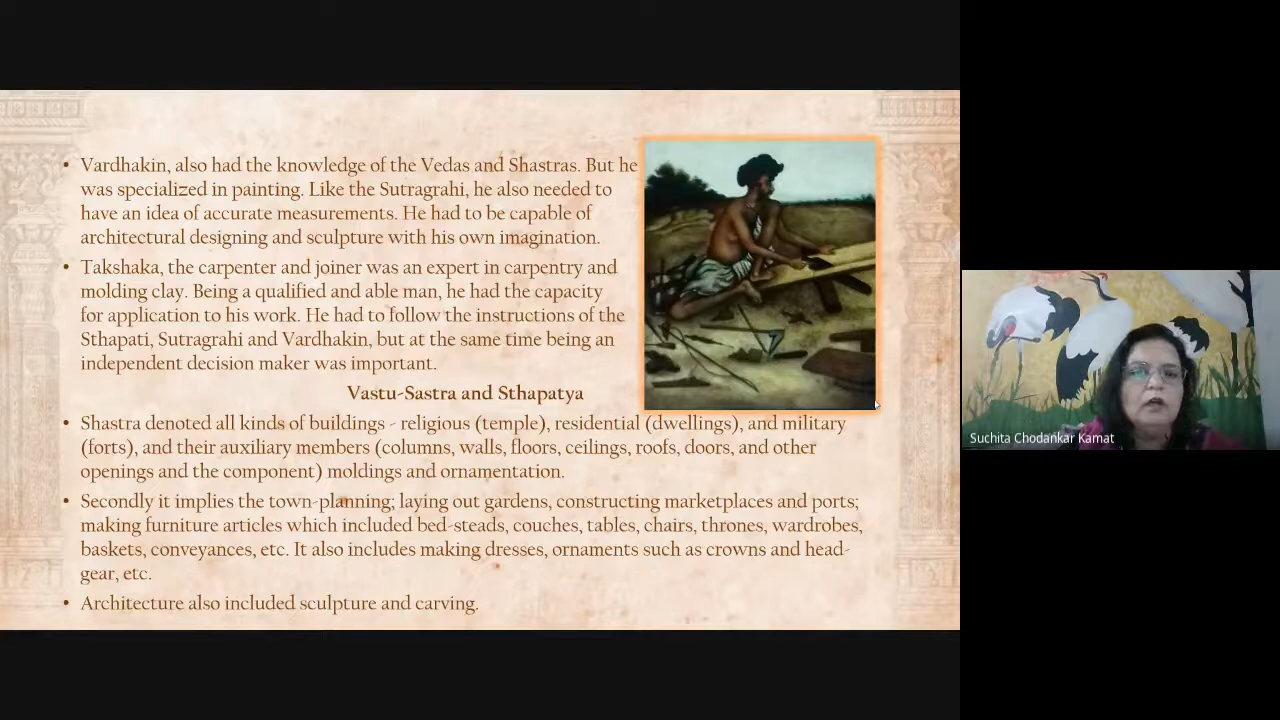 • Vardhakin, also had the knowledge of the Vedas and Shastras. But he
was specialized in painting. Like the Sutragrahi, he also needed to
have an idea of accurate measurements. He had to be capable of
architectural designing and sculpture with his own imagination.
• Takshaka, the carpenter and joiner was an expert in carpentry and
molding clay. Being a qualified and able man, he had the capacity
for application to his work. He had to follow the instructions of the
Sthapati, Sutragrahi and Vardhakin, but at the same time being an
independent decision maker was important.
Vastu-Sastra and Sthapatya
• Shastra denoted all kinds of buildings - religious (temple), residential (dwellings), and military
(forts), and their auxiliary members (columns, walls, floors, ceilings, roofs, doors, and other
openings and the component) moldings and ornamentation.
• Secondly it implies the town-planning; laying out gardens, constructing marketplaces and ports;
making furniture articles which included bed-steads, couches, tables, chairs, thrones, wardrobes,
baskets, conveyances, etc. It also includes making dresses, ornaments such as crowns and head-
gear, etc.
• Architecture also included sculpture and carving.
Suchita Chodankar Kamat